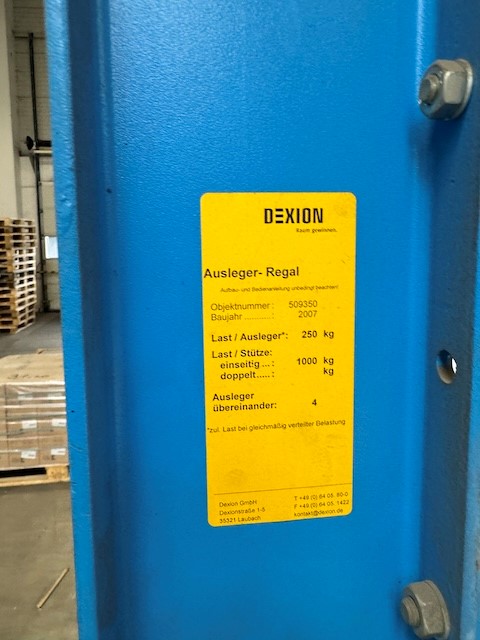 DEXION
Raum gewinnen.
Ausleger- Regal
Aufbau- und Bedienanleitung unbedingt beachten!
Objektnummer: 509350
Baujahr ..........: 2007
Last / Ausleger*: 250 kg
Last / Stütze:
einseitig ...: 1000 kg
doppelt.....: kg
Ausleger
übereinander: 4
*zul. Last bei gleichmäßig verteilter Belastung
Dexion GmbH T +49 (0) 64 05. 80-0
Dexionstraße 1-5 F +49 (0) 64 05. 1422
35321 Laubach kontakt@dexion.de